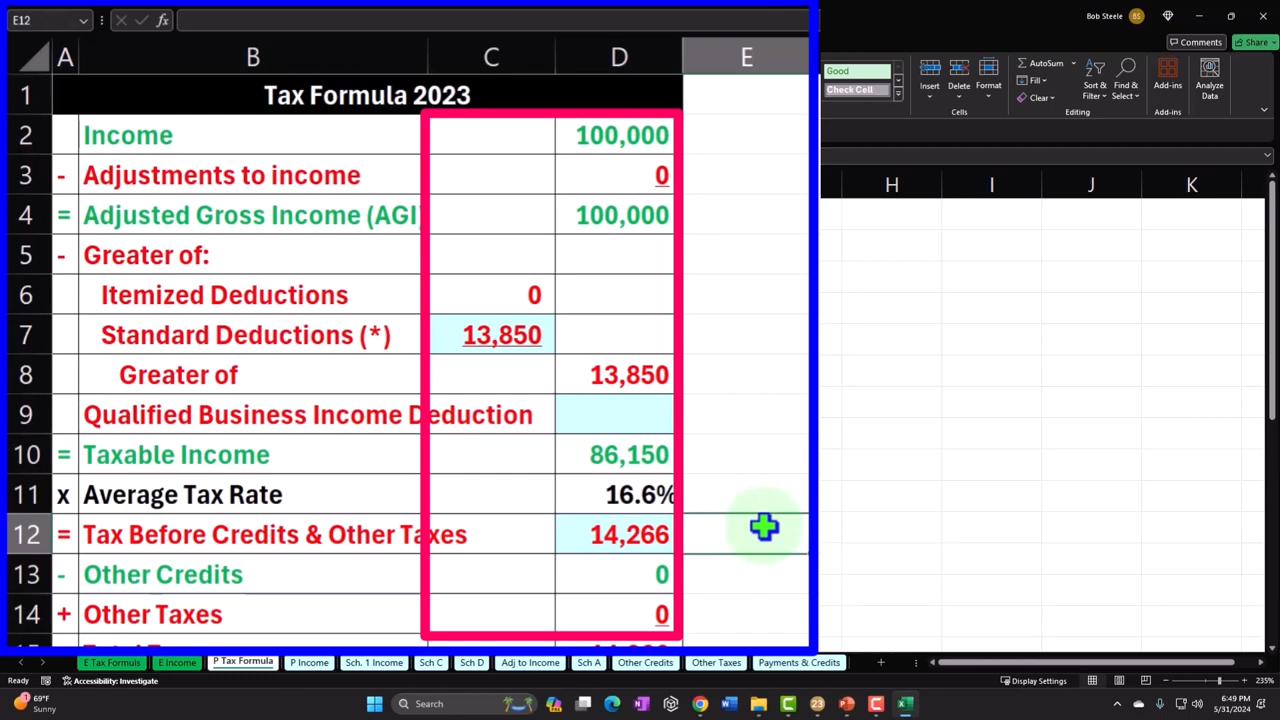 E12
Bob Steele BS
Comments Share
A B C D E
H I J K
Good
Check Cell
Insert Delete Format
Cells
AutoSum
Fill
Clear
Sort & Filter
Find & Select
Editing
Add-ins
Add-ins
Analyze Data
1 Tax Formula 2023
2 Income 100,000
3 - Adjustments to income 0
4 = Adjusted Gross Income (AGI) 100,000
5 - Greater of:
6 Itemized Deductions 0
7 Standard Deductions (*) 13,850
8 Greater of 13,850
9 Qualified Business Income Deduction
10 = Taxable Income 86,150
11 x Average Tax Rate 16.6%
12 = Tax Before Credits & Other Taxes 14,266
13 - Other Credits 0
14 + Other Taxes 0
E Tax Formuls E Income P Tax Formula P Income Sch. 1 Income Sch C Sch D Adj to Income Sch A Other Credits Other Taxes Payments & Credits
Ready Accessibility: Investigate Display Settings 235%
69°F
Sunny
Search
6:49 PM
5/31/2024